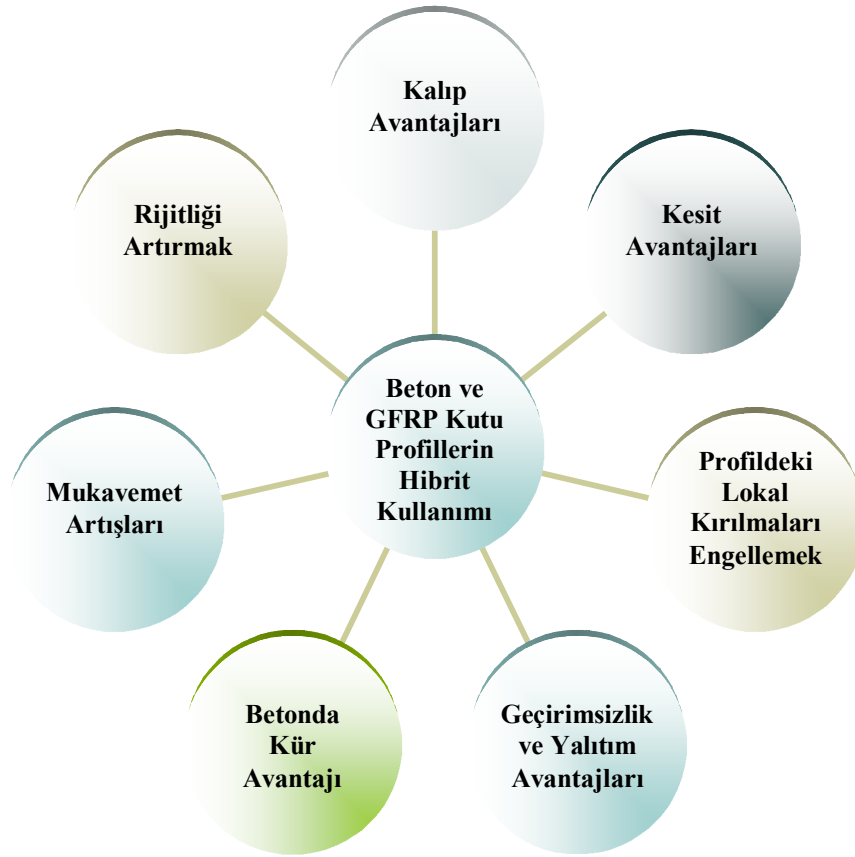 Kalıp
Avantajları
Kesit
Avantajları
Profildeki
Lokal
Kırılmaları
Engellemek
Geçirimsizlik
ve Yalıtım
Avantajları
Betonda
Kür
Avantajı
Mukavemet
Artışları
Rijitliği
Artırmak
Beton ve
GFRP Kutu
Profillerin
Hibrit
Kullanımı